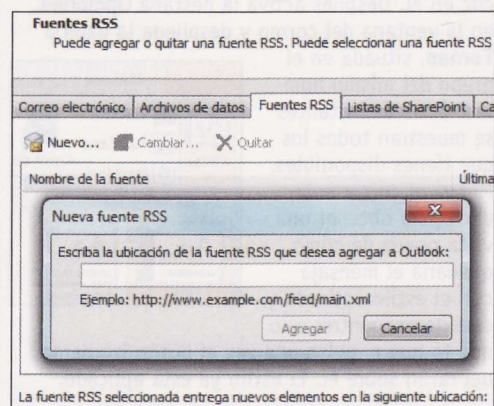 Fuentes RSS
Puede agregar o quitar una fuente RSS. Puede seleccionar una fuente RSS
Correo electrónico Archivos de datos Fuentes RSS Listas de SharePoint Ca
Nuevo... Cambiar... Quitar
Nombre de la fuente Última
Nueva fuente RSS
Escriba la ubicación de la fuente RSS que desea agregar a Outlook:
Ejemplo: http://www.example.com/feed/main.xml
Agregar Cancelar
La fuente RSS seleccionada entrega nuevos elementos en la siguiente ubicación: